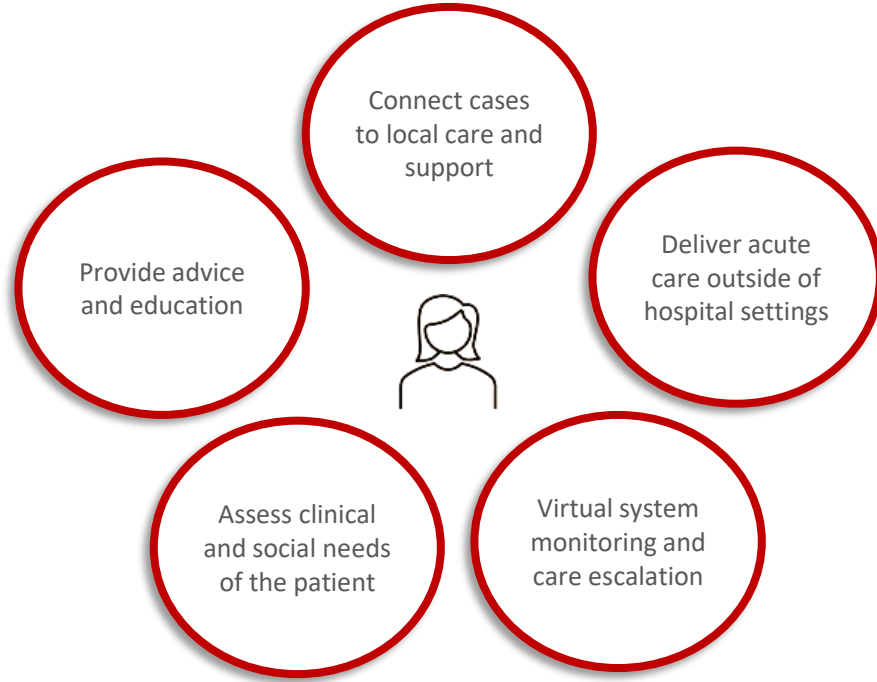 Connect cases
to local care and
support
Provide advice
and education
Deliver acute
care outside of
hospital settings
Assess clinical
and social needs
of the patient
Virtual system
monitoring and
care escalation